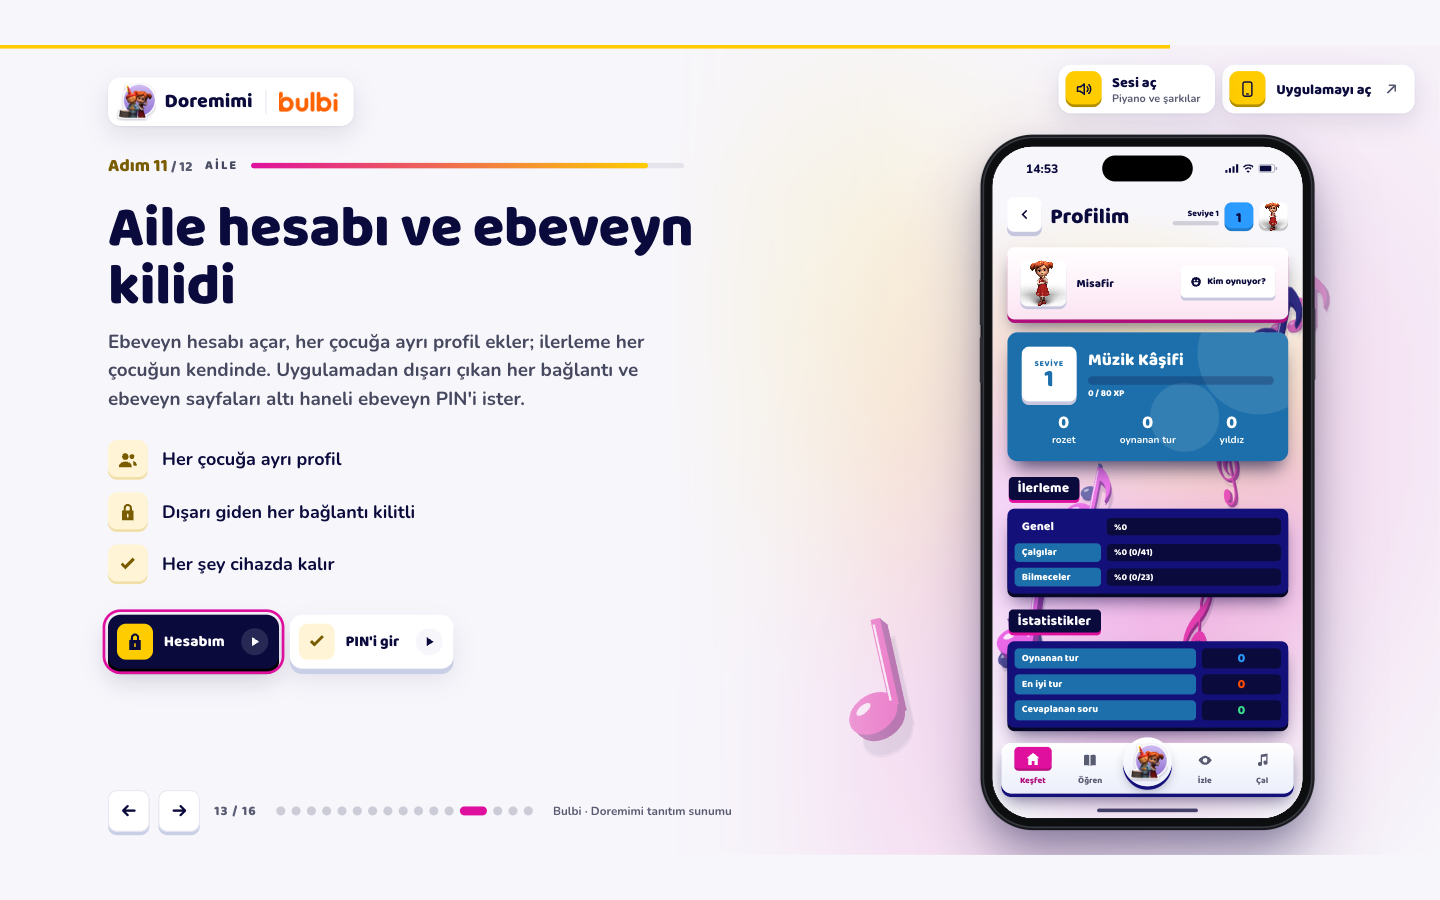 Doremimi
bulbi
Sesi aç
Piyano ve şarkılar
Uygulamayı aç
Adım 11 / 12 AİLE
Aile hesabı ve ebeveyn
kilidi
Ebeveyn hesabı açar, her çocuğa ayrı profil ekler; ilerleme her
çocuğun kendinde. Uygulamadan dışarı çıkan her bağlantı ve
ebeveyn sayfaları altı haneli ebeveyn PIN'i ister.
Her çocuğa ayrı profil
Dışarı giden her bağlantı kilitli
Her şey cihazda kalır
Hesabım
PIN'i gir
13 / 16
Bulbi · Doremimi tanıtım sunumu
14:53
Profilim
Seviye 1
1
Misafir
Kim oynuyor?
SEVİYE
1
Müzik Kâşifi
0 / 80 XP
0 0 0
rozet oynanan tur yıldız
İlerleme
Genel %0
Çalgılar %0 (0/41)
Bilmeceler %0 (0/23)
İstatistikler
Oynanan tur 0
En iyi tur 0
Cevaplanan soru 0
Keşfet Öğren İzle Çal